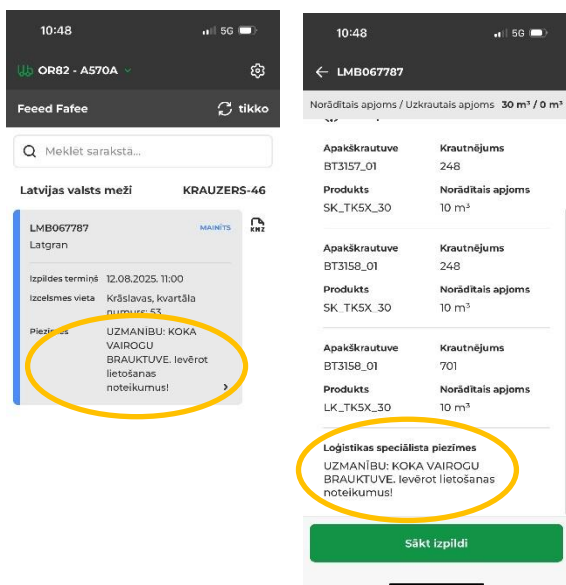 10:48
5G
OR82 - A570A
Feeed Fafee
tikko
Meklēt sarakstā...
Latvijas valsts meži
KRAUZERS-46
LMB067787
MAINĪTS
KMZ
Latgran
Izpildes termiņš 12.08.2025. 11:00
Izcelsmes vieta Krāslavas, kvartāla
numurs: 53
Piezīmes UZMANĪBU: KOKA
VAIROGU
BRAUKTUVE. Ievērot
lietošanas
noteikumus!
10:48
5G
LMB067787
Norādītais apjoms / Uzkrautais apjoms 30 m³ / 0 m³
Apakškrautuve Krautnējums
BT3157_01 248
Produkts Norādītais apjoms
SK_TK5X_30 10 m³
Apakškrautuve Krautnējums
BT3158_01 248
Produkts Norādītais apjoms
SK_TK5X_30 10 m³
Apakškrautuve Krautnējums
BT3158_01 701
Produkts Norādītais apjoms
LK_TK5X_30 10 m³
Loģistikas speciālista piezīmes
UZMANĪBU: KOKA VAIROGU
BRAUKTUVE. Ievērot lietošanas
noteikumus!
Sākt izpildi